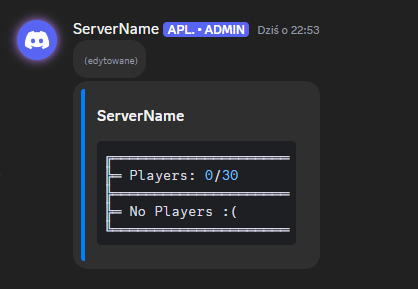 ServerName APL. • ADMIN Dziś o 22:53
(edytowane)
ServerName
╔══════════════════════
╠═ Players: 0/30
╠══════════════════════
╠═ No Players :(
╚══════════════════════